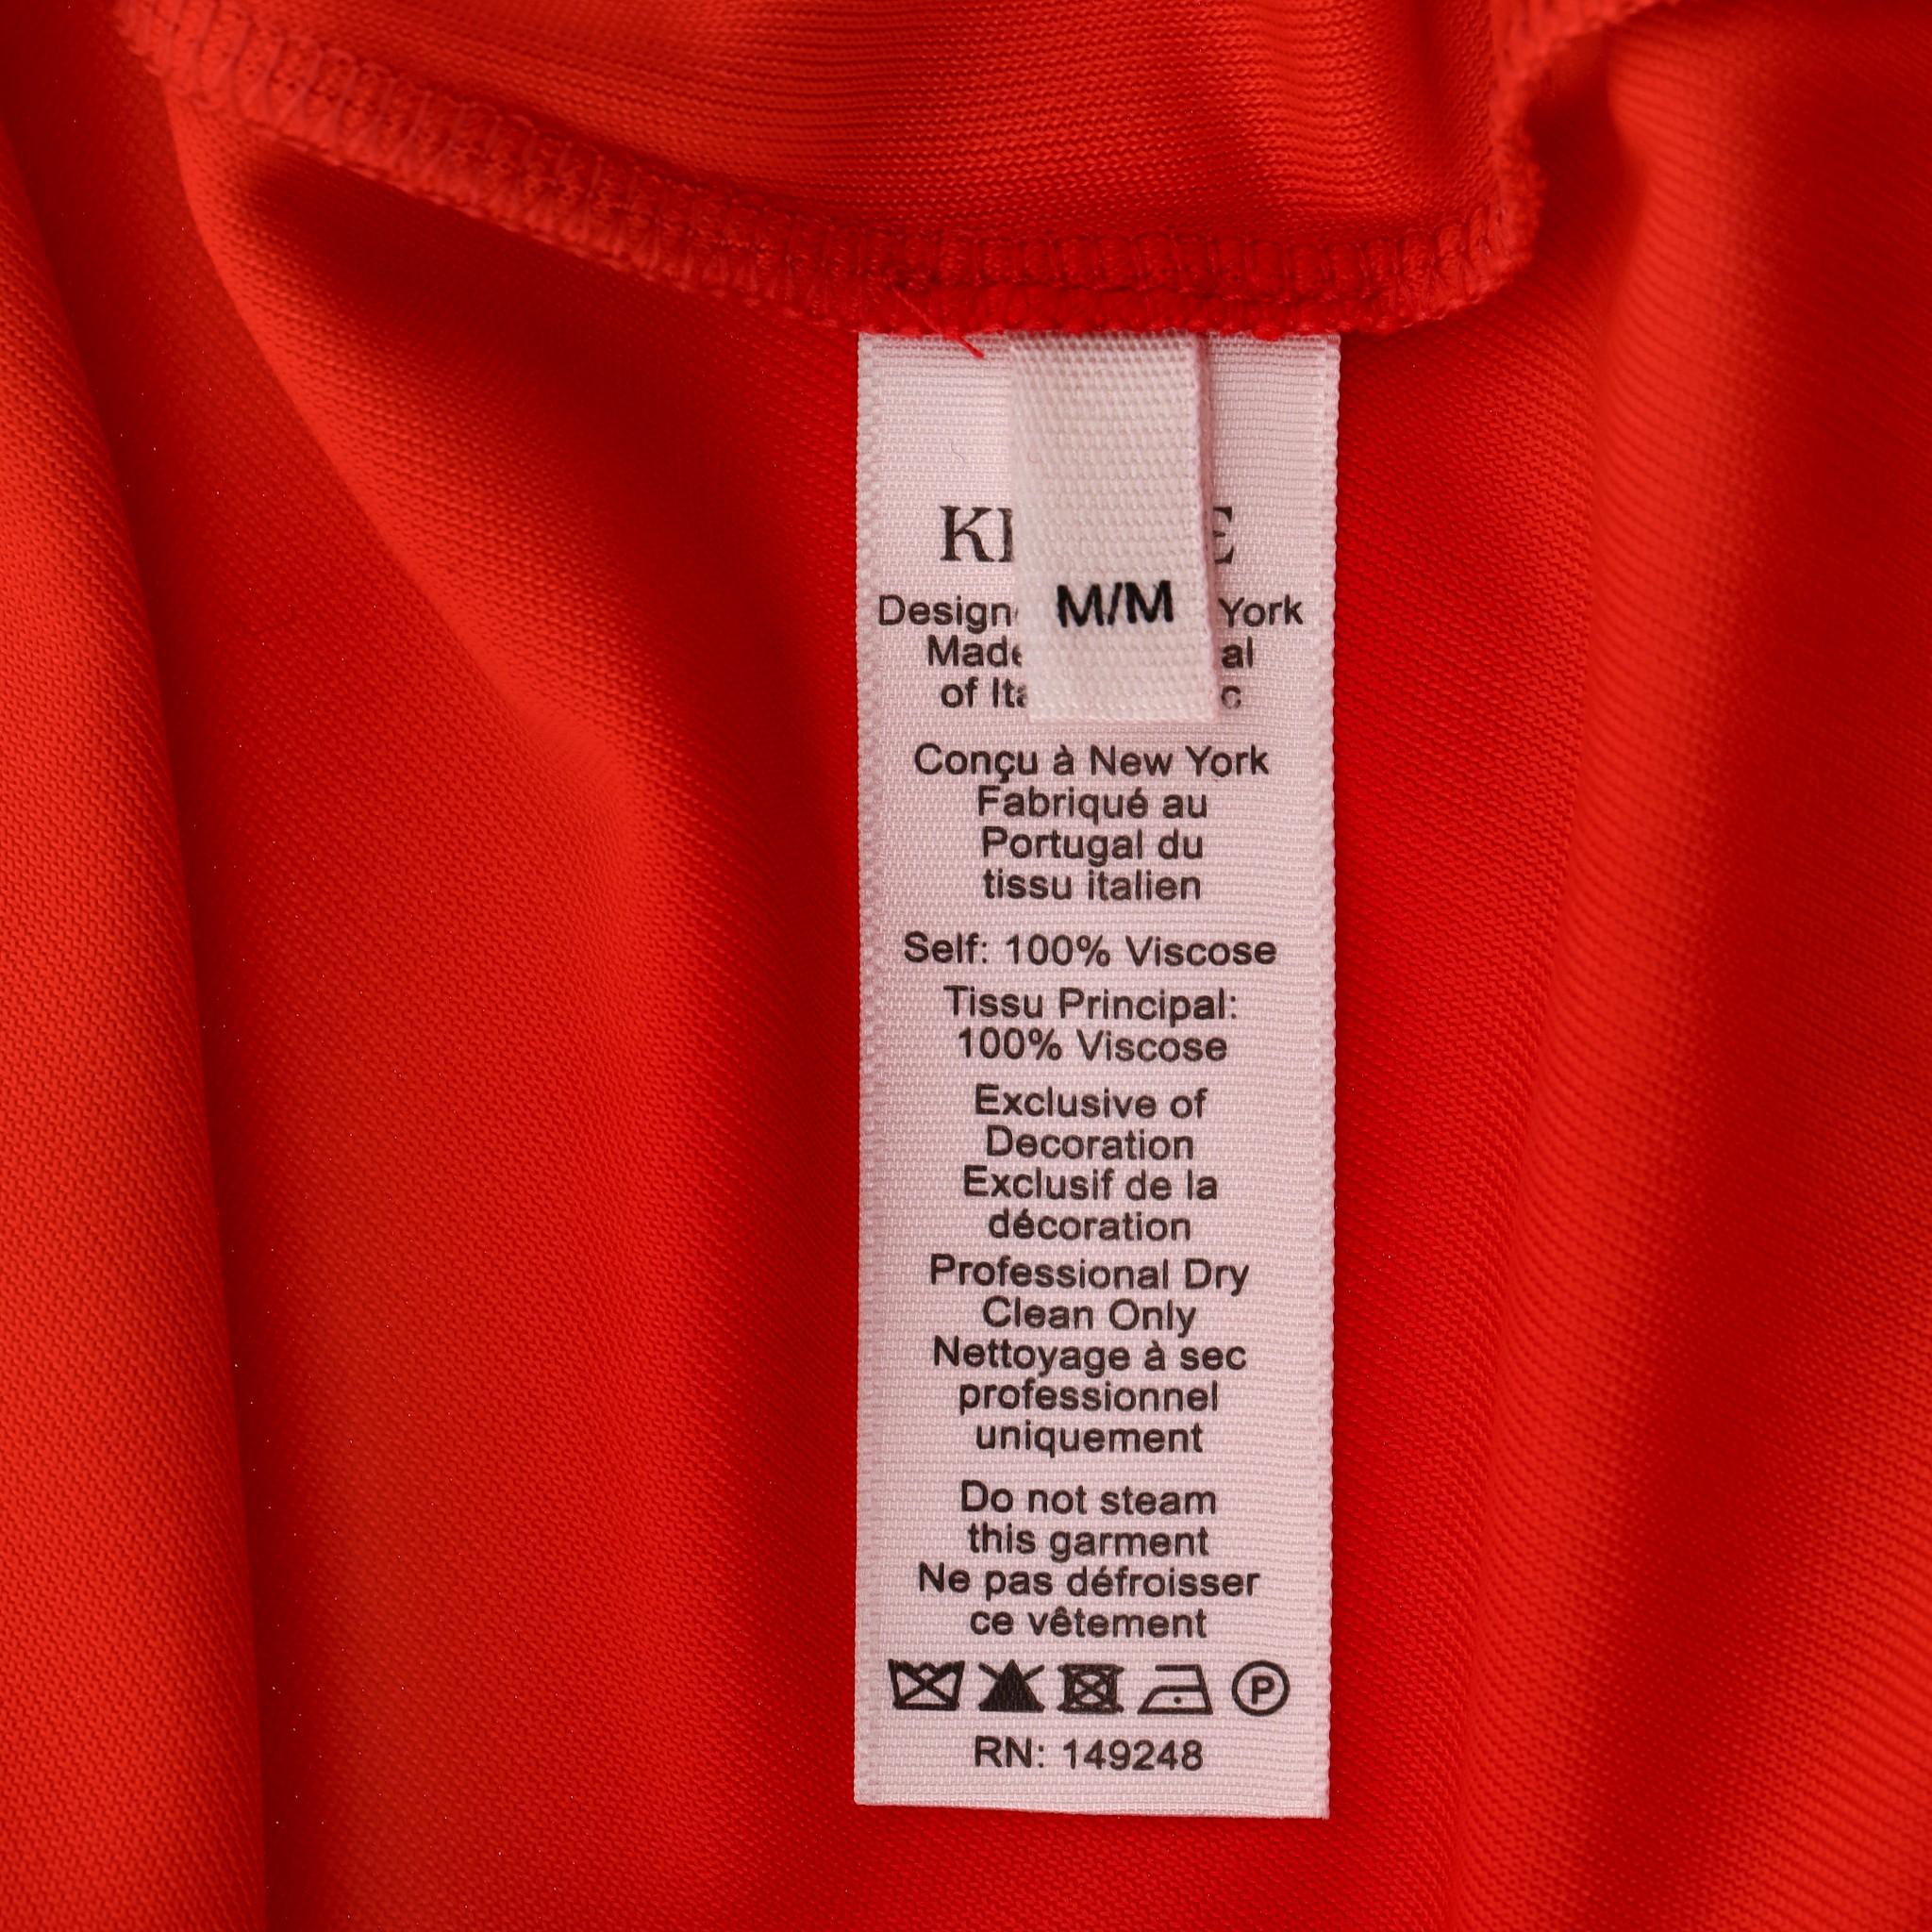 M/M
York
Conçu à New York
Fabriqué au
Portugal du
tissu italien
Self: 100% Viscose
Tissu Principal:
100% Viscose
Exclusive of
Decoration
Exclusif de la
décoration
Professional Dry
Clean Only
Nettoyage à sec
professionnel
uniquement
Do not steam
this garment
Ne pas défroisser
ce vêtement
P
RN: 149248